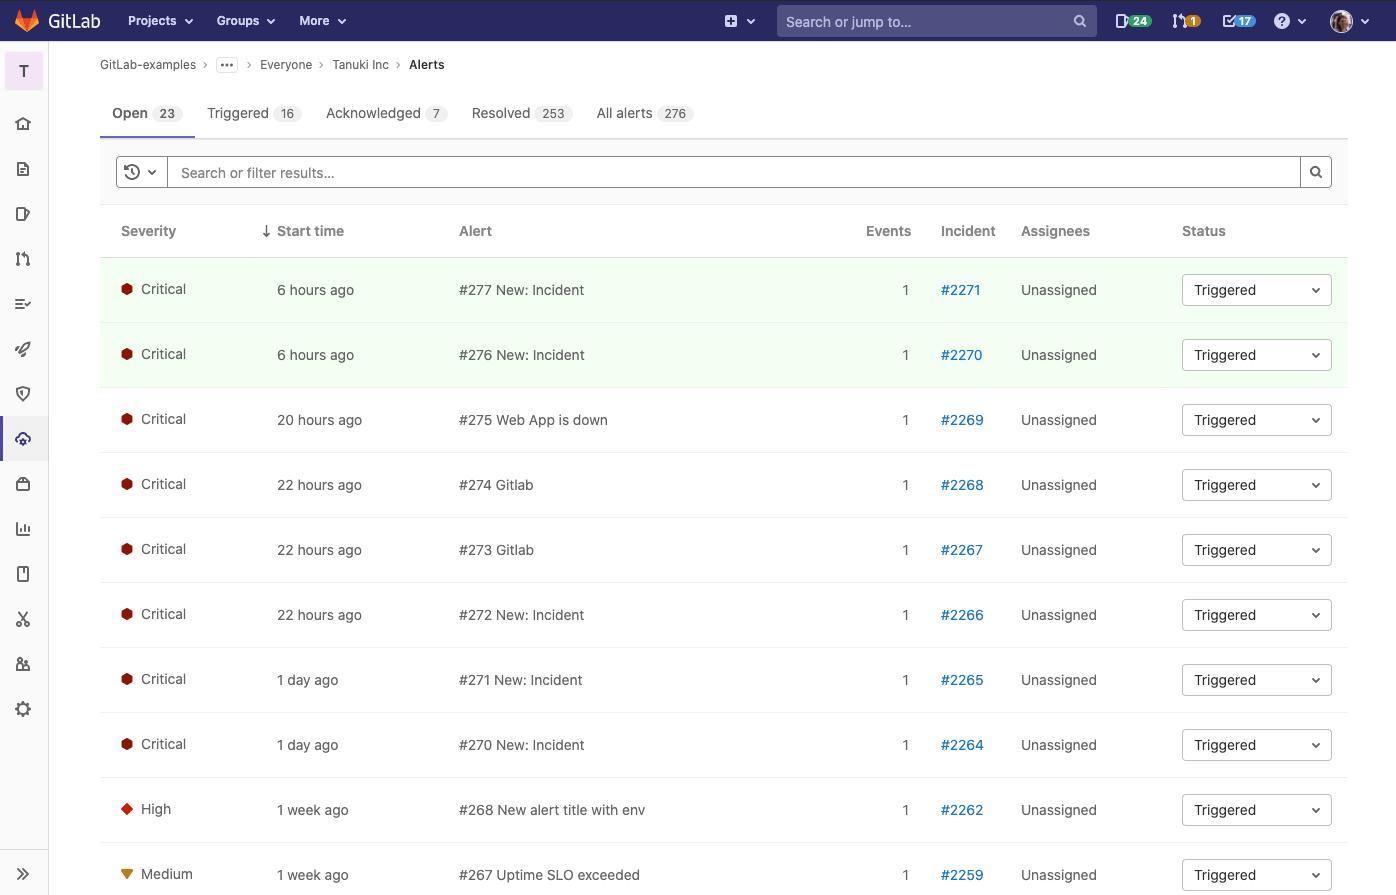 GitLab Projects Groups More Search or jump to... 24 1 17
T
GitLab-examples › ••• › Everyone › Tanuki Inc › Alerts
Open 23 Triggered 16 Acknowledged 7 Resolved 253 All alerts 276
Search or filter results...
Severity ↓ Start time Alert Events Incident Assignees Status
Critical 6 hours ago #277 New: Incident 1 #2271 Unassigned Triggered
Critical 6 hours ago #276 New: Incident 1 #2270 Unassigned Triggered
Critical 20 hours ago #275 Web App is down 1 #2269 Unassigned Triggered
Critical 22 hours ago #274 Gitlab 1 #2268 Unassigned Triggered
Critical 22 hours ago #273 Gitlab 1 #2267 Unassigned Triggered
Critical 22 hours ago #272 New: Incident 1 #2266 Unassigned Triggered
Critical 1 day ago #271 New: Incident 1 #2265 Unassigned Triggered
Critical 1 day ago #270 New: Incident 1 #2264 Unassigned Triggered
High 1 week ago #268 New alert title with env 1 #2262 Unassigned Triggered
Medium 1 week ago #267 Uptime SLO exceeded 1 #2259 Unassigned Triggered